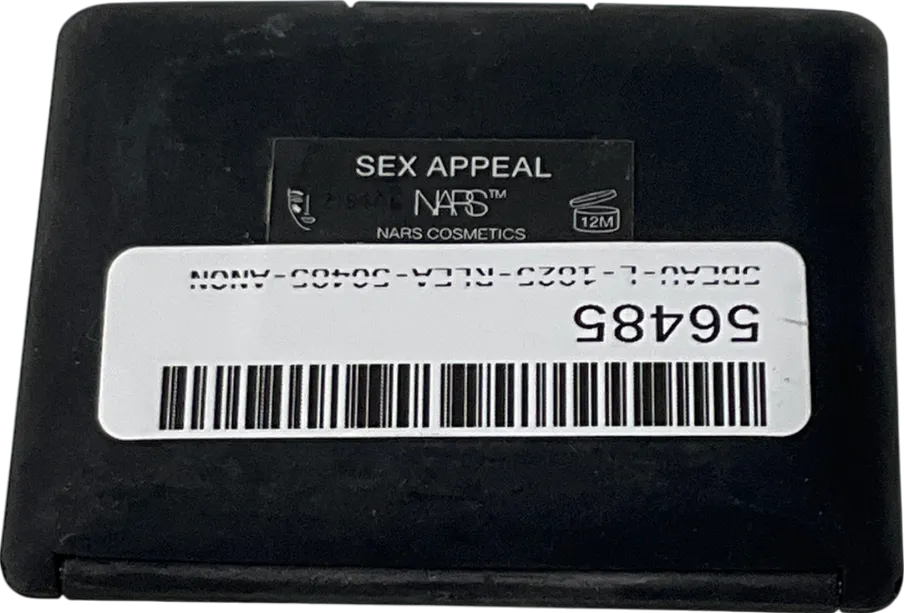 SEX APPEAL
NARS™
NARS COSMETICS
12M
56485